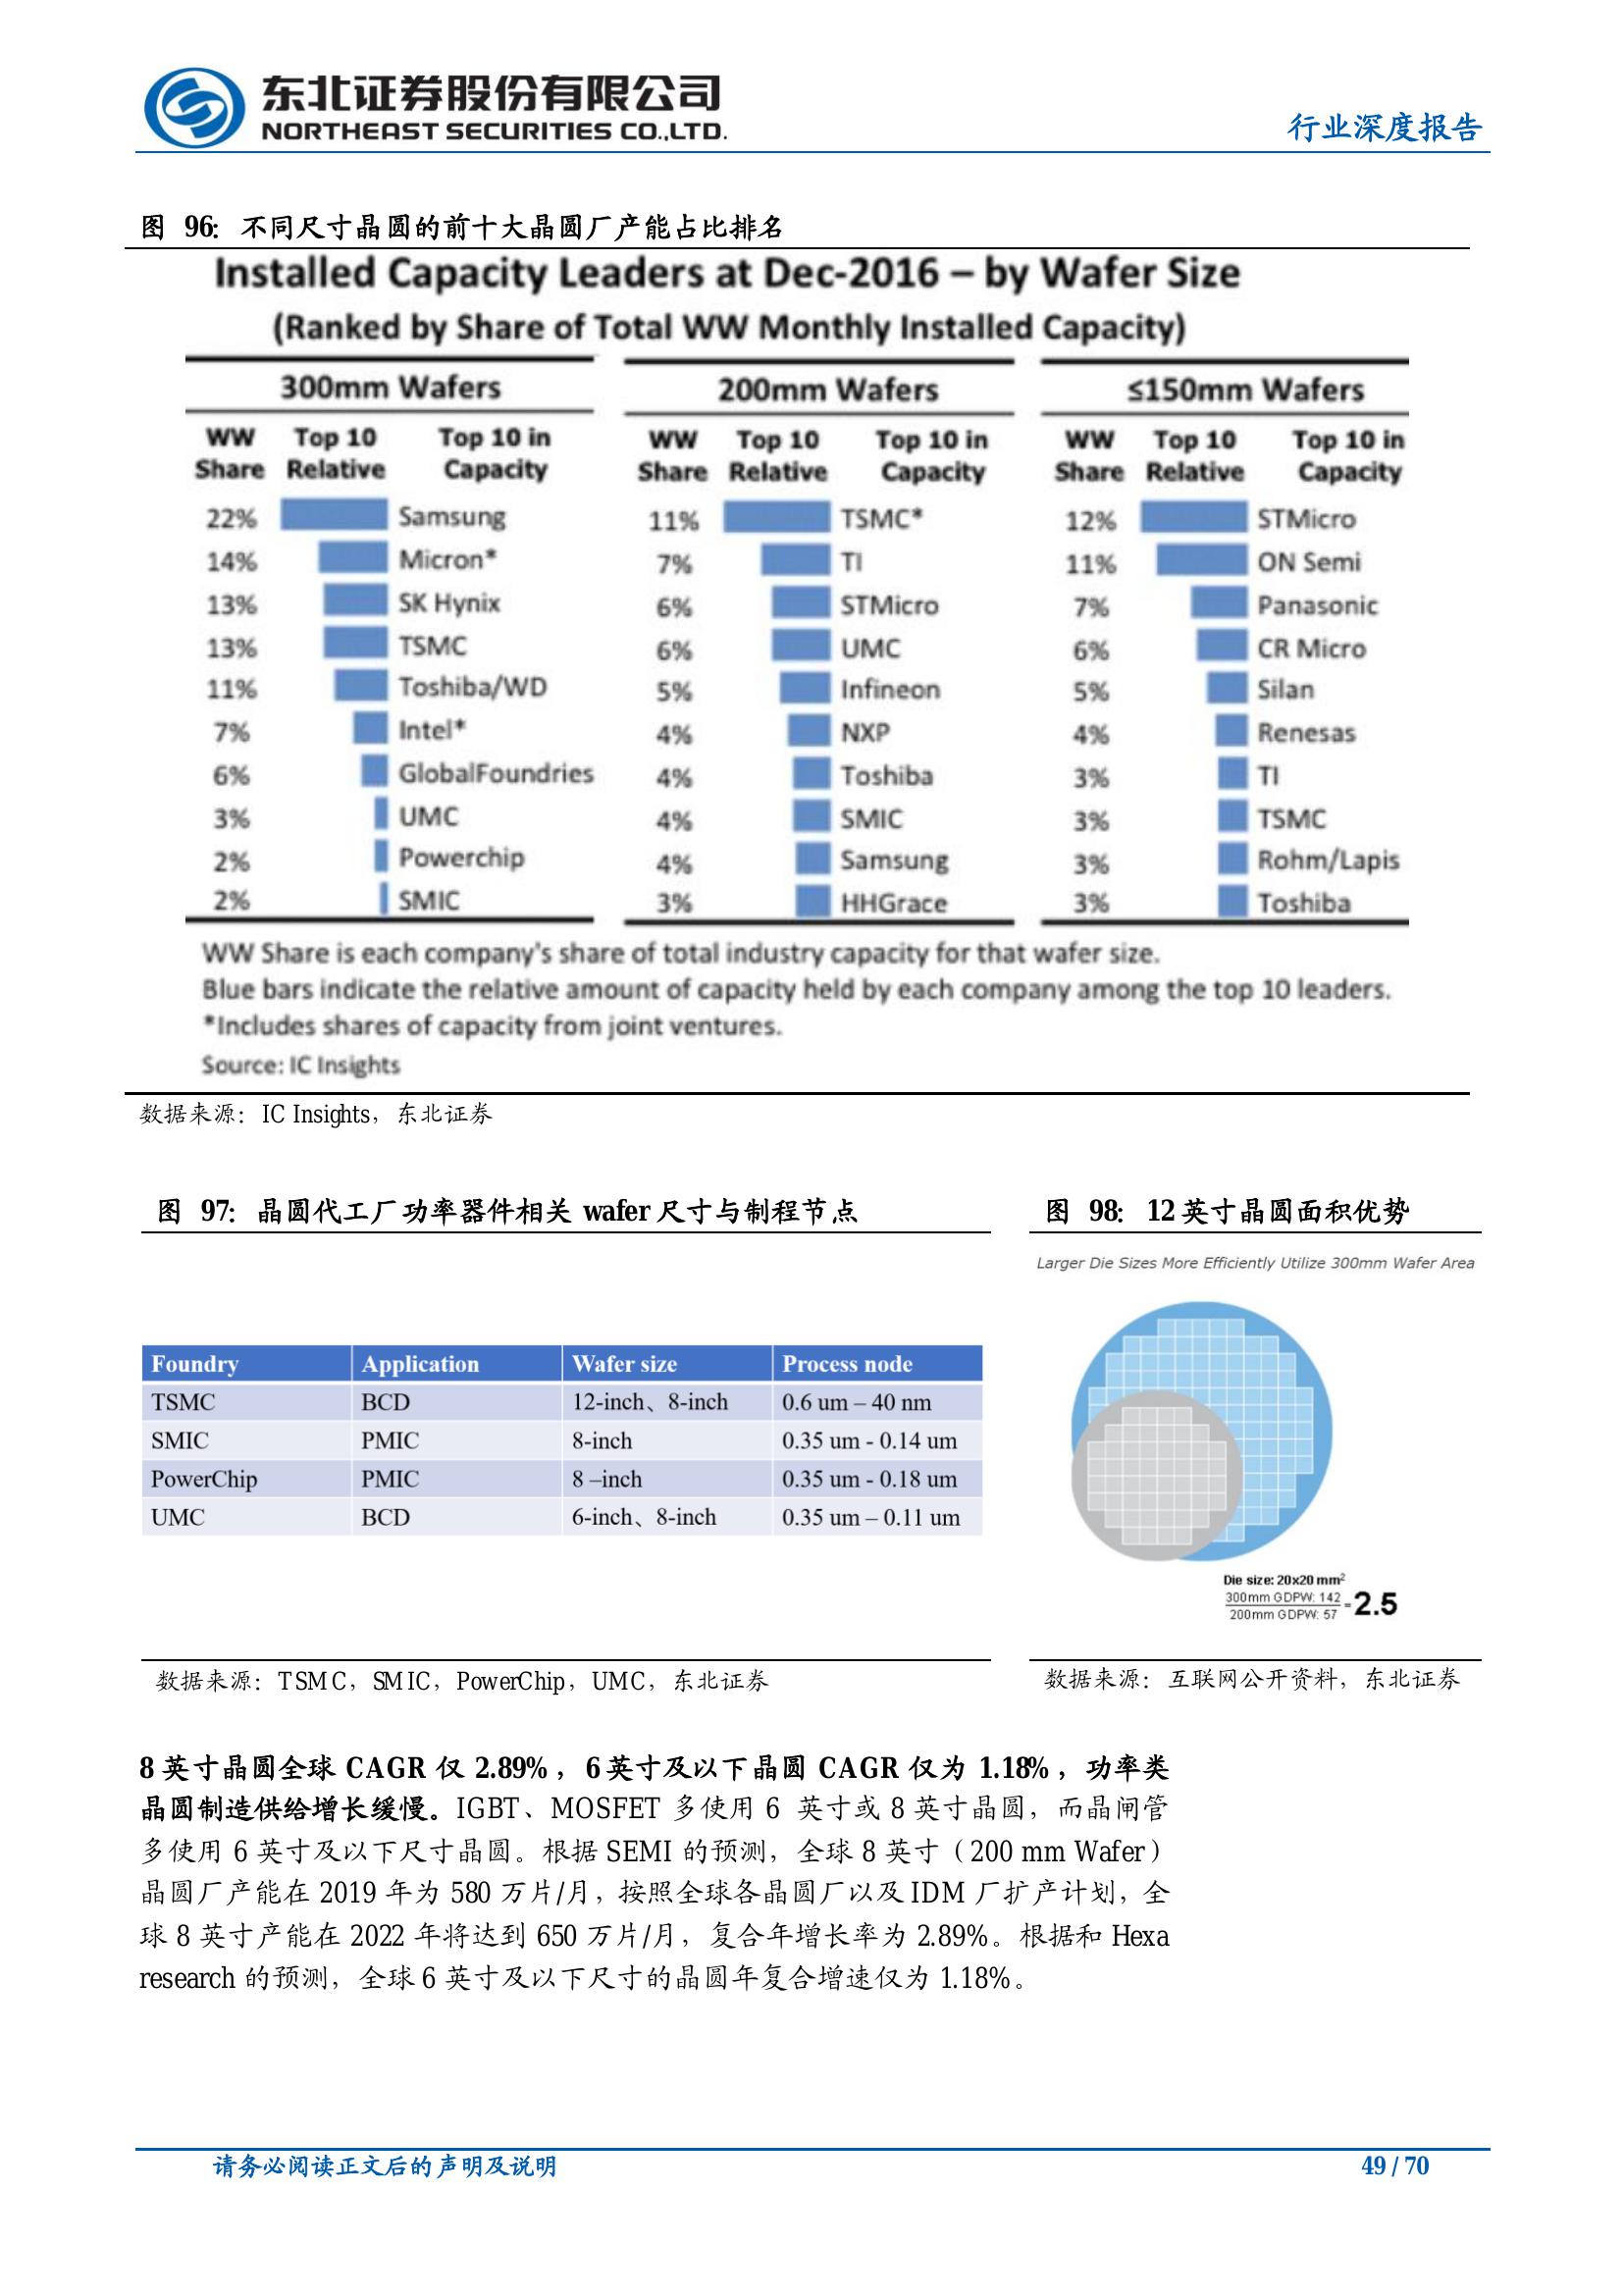 东北证券股份有限公司
NORTHEAST SECURITIES CO.,LTD.
行业深度报告
图 96：不同尺寸晶圆的前十大晶圆厂产能占比排名
Installed Capacity Leaders at Dec-2016 – by Wafer Size
(Ranked by Share of Total WW Monthly Installed Capacity)
300mm Wafers
WW Share Top 10 Relative Top 10 in Capacity
22% Samsung
14% Micron*
13% SK Hynix
13% TSMC
11% Toshiba/WD
7% Intel*
6% GlobalFoundries
3% UMC
2% Powerchip
2% SMIC
200mm Wafers
WW Share Top 10 Relative Top 10 in Capacity
11% TSMC*
7% TI
6% STMicro
6% UMC
5% Infineon
4% NXP
4% Toshiba
4% SMIC
4% Samsung
3% HHGrace
≤150mm Wafers
WW Share Top 10 Relative Top 10 in Capacity
12% STMicro
11% ON Semi
7% Panasonic
6% CR Micro
5% Silan
4% Renesas
3% TI
3% TSMC
3% Rohm/Lapis
3% Toshiba
WW Share is each company's share of total industry capacity for that wafer size.
Blue bars indicate the relative amount of capacity held by each company among the top 10 leaders.
*Includes shares of capacity from joint ventures.
Source: IC Insights
数据来源：IC Insights，东北证券
图 97：晶圆代工厂功率器件相关 wafer 尺寸与制程节点
Foundry Application Wafer size Process node
TSMC BCD 12-inch、8-inch 0.6 um – 40 nm
SMIC PMIC 8-inch 0.35 um - 0.14 um
PowerChip PMIC 8 –inch 0.35 um - 0.18 um
UMC BCD 6-inch、8-inch 0.35 um – 0.11 um
数据来源：TSMC，SMIC，PowerChip，UMC，东北证券
图 98：12 英寸晶圆面积优势
Larger Die Sizes More Efficiently Utilize 300mm Wafer Area
Die size: 20x20 mm²
300mm GDPW: 142
200mm GDPW: 57
=2.5
数据来源：互联网公开资料，东北证券
8 英寸晶圆全球 CAGR 仅 2.89%，6 英寸及以下晶圆 CAGR 仅为 1.18%，功率类
晶圆制造供给增长缓慢。IGBT、MOSFET 多使用 6 英寸或 8 英寸晶圆，而晶闸管
多使用 6 英寸及以下尺寸晶圆。根据 SEMI 的预测，全球 8 英寸（200 mm Wafer）
晶圆厂产能在 2019 年为 580 万片/月，按照全球各晶圆厂以及 IDM 厂扩产计划，全
球 8 英寸产能在 2022 年将达到 650 万片/月，复合年增长率为 2.89%。根据和 Hexa
research 的预测，全球 6 英寸及以下尺寸的晶圆年复合增速仅为 1.18%。
请务必阅读正文后的声明及说明
49 / 70